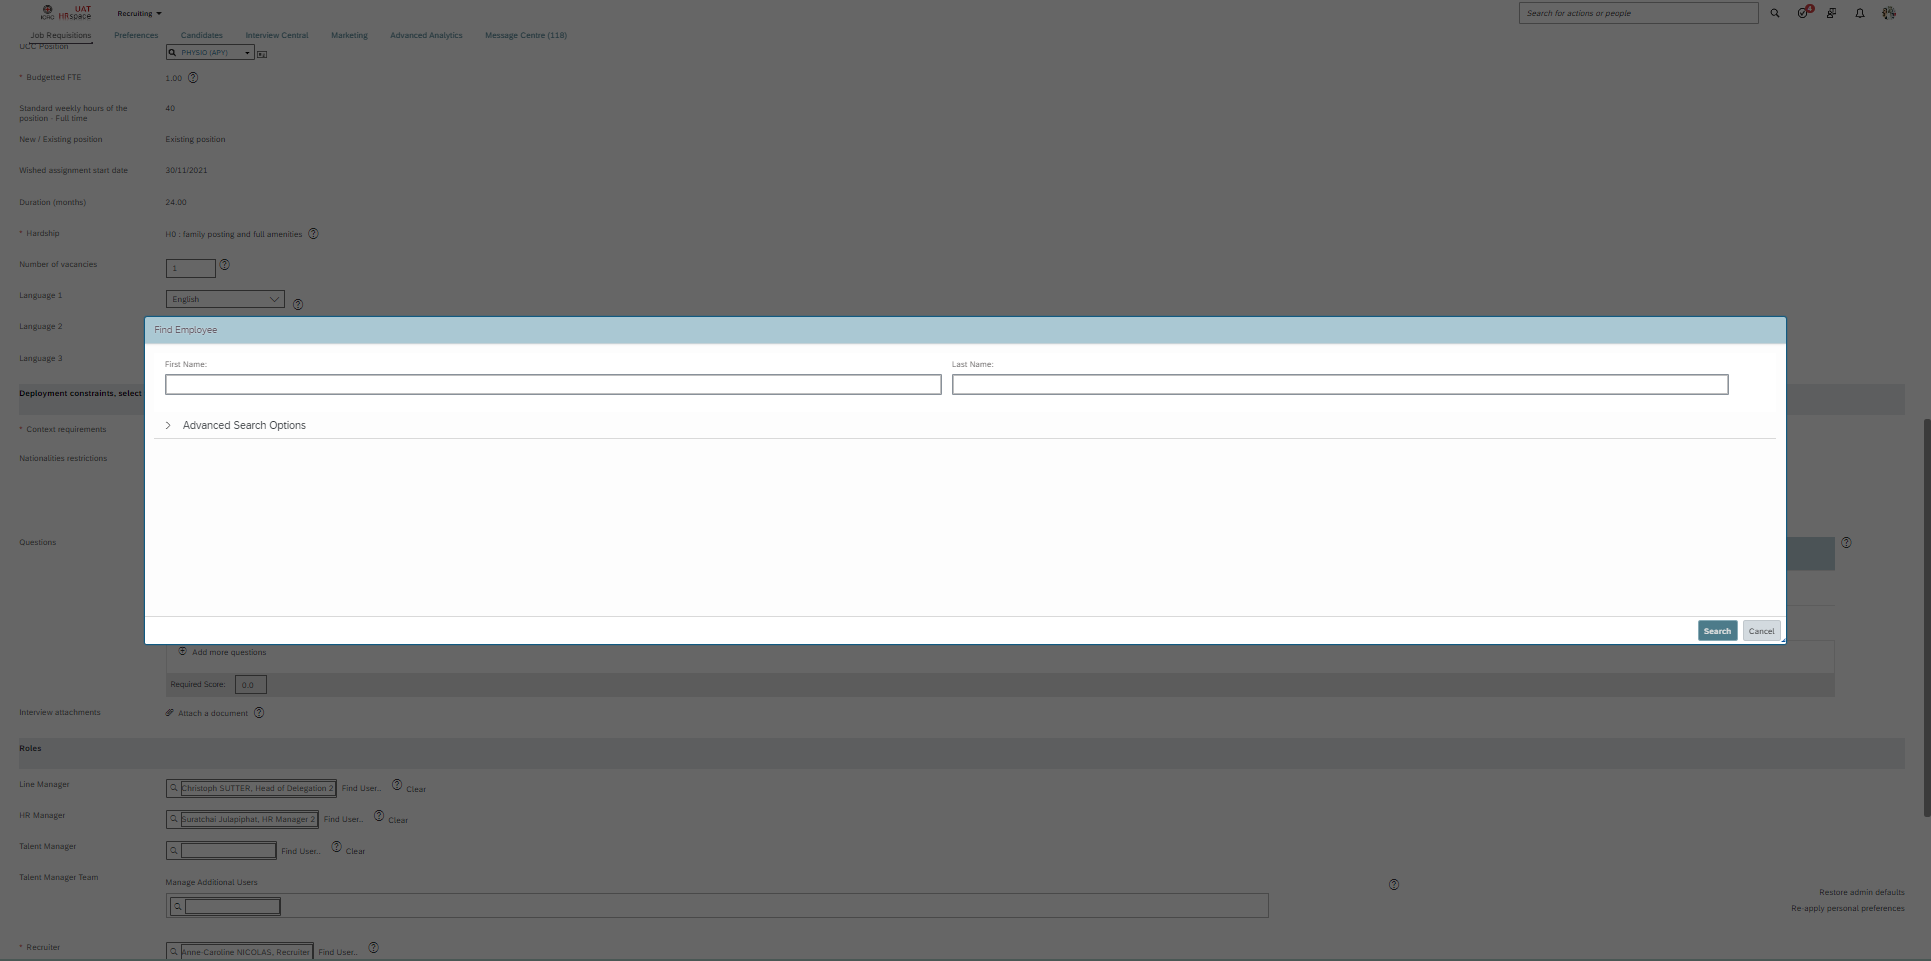 UAT
ICRC HRspace
Recruiting
Search for actions or people
4
Job Requisitions
Preferences
Candidates
Interview Central
Marketing
Advanced Analytics
Message Centre (118)
UCC Position
PHYSIO (APY)
* Budgetted FTE
1.00
Standard weekly hours of the
position - Full time
40
New / Existing position
Existing position
Wished assignment start date
30/11/2021
Duration (months)
24.00
* Hardship
H0 : family posting and full amenities
Number of vacancies
1
Language 1
English
Language 2
Language 3
Find Employee
First Name:
Last Name:
Advanced Search Options
Search
Cancel
Deployment constraints, select
* Context requirements
Nationalities restrictions
Questions
Add more questions
Required Score:
0.0
Interview attachments
Attach a document
Roles
Line Manager
Christoph SUTTER, Head of Delegation 2
Find User..
Clear
HR Manager
Suratchai Julapiphat, HR Manager 2
Find User..
Clear
Talent Manager
Find User..
Clear
Talent Manager Team
Manage Additional Users
Restore admin defaults
Re-apply personal preferences
* Recruiter
Anne-Caroline NICOLAS, Recruiter
Find User..